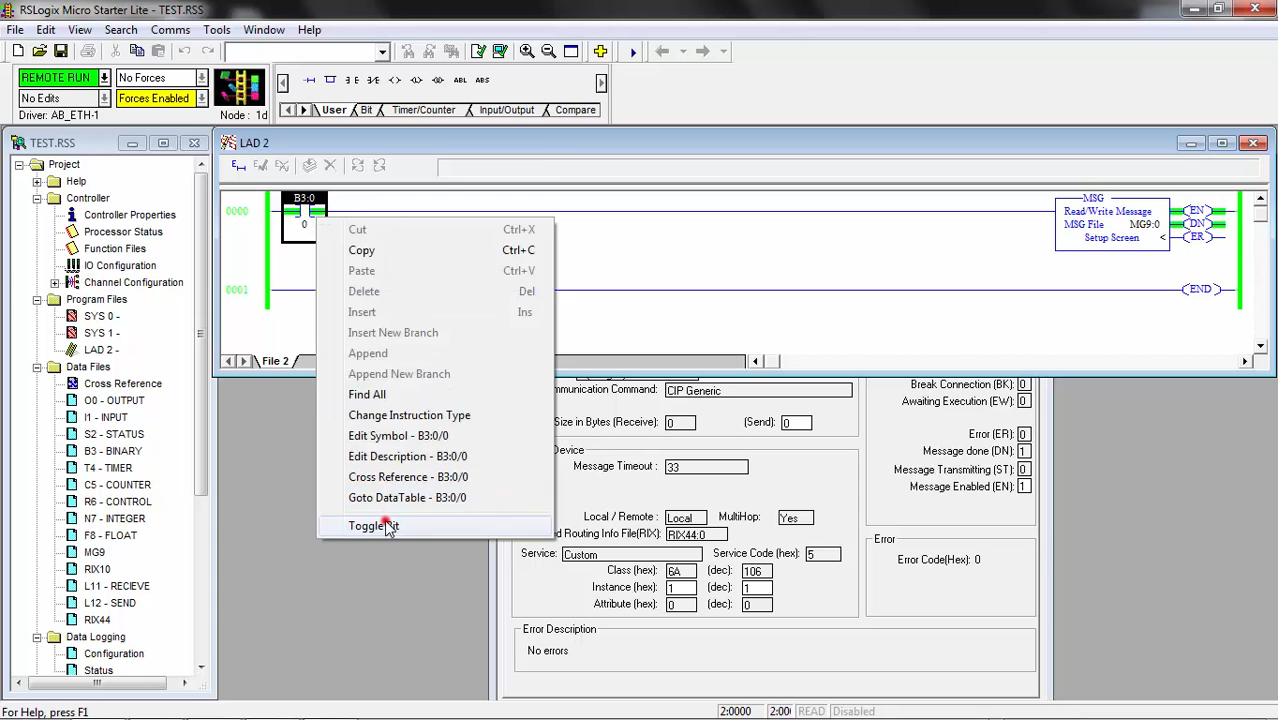 RSLogix Micro Starter Lite - TEST.RSS
File Edit View Search Comms Tools Window Help
REMOTE RUN No Forces
No Edits Forces Enabled
Driver: AB_ETH-1 Node : 1d
ABL ABS
User Bit Timer/Counter Input/Output Compare
TEST.RSS
Project
Help
Controller
Controller Properties
Processor Status
Function Files
IO Configuration
Channel Configuration
Program Files
SYS 0 -
SYS 1 -
LAD 2 -
Data Files
Cross Reference
O0 - OUTPUT
I1 - INPUT
S2 - STATUS
B3 - BINARY
T4 - TIMER
C5 - COUNTER
R6 - CONTROL
N7 - INTEGER
F8 - FLOAT
MG9
RIX10
L11 - RECIEVE
L12 - SEND
RIX44
Data Logging
Configuration
Status
LAD 2
0000
B3:0
0
MSG
Read/Write Message
MSG File MG9:0
Setup Screen <
EN
DN
ER
0001
END
File 2
Cut Ctrl+X
Copy Ctrl+C
Paste Ctrl+V
Delete Del
Insert Ins
Insert New Branch
Append
Append New Branch
Find All
Change Instruction Type
Edit Symbol - B3:0/0
Edit Description - B3:0/0
Cross Reference - B3:0/0
Goto DataTable - B3:0/0
Toggle
Communication Command: CIP Generic
Size in Bytes (Receive): 0 (Send): 0
Device
Message Timeout : 33
Local / Remote : Local MultiHop: Yes
Routing Info File(RIX): RIX44:0
Service: Custom Service Code (hex): 5
Class (hex): 6A (dec): 106
Instance (hex): 1 (dec): 1
Attribute (hex): 0 (dec): 0
Error Description
No errors
Break Connection (BK): 0
Awaiting Execution (EW): 0
Error (ER): 0
Message done (DN): 1
Message Transmitting (ST): 0
Message Enabled (EN): 1
Error
Error Code(Hex): 0
For Help, press F1
2:0000 2:00 READ Disabled